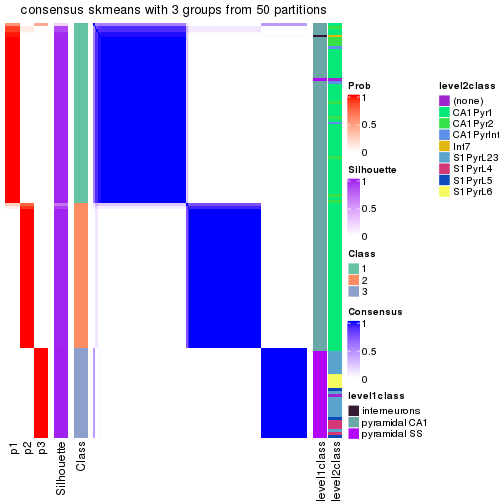 consensus skmeans with 3 groups from 50 partitions
Prob
1
0.5
0
Silhouette
1
0.5
0
Class
1
2
3
Consensus
1
0.5
0
level1class
interneurons
pyramidal CA1
pyramidal SS
level2class
(none)
CA1Pyr1
CA1Pyr2
CA1PyrInt
Int7
S1PyrL23
S1PyrL4
S1PyrL5
S1PyrL6
p1
p2
p3
Silhouette
Class
level1class
level2class